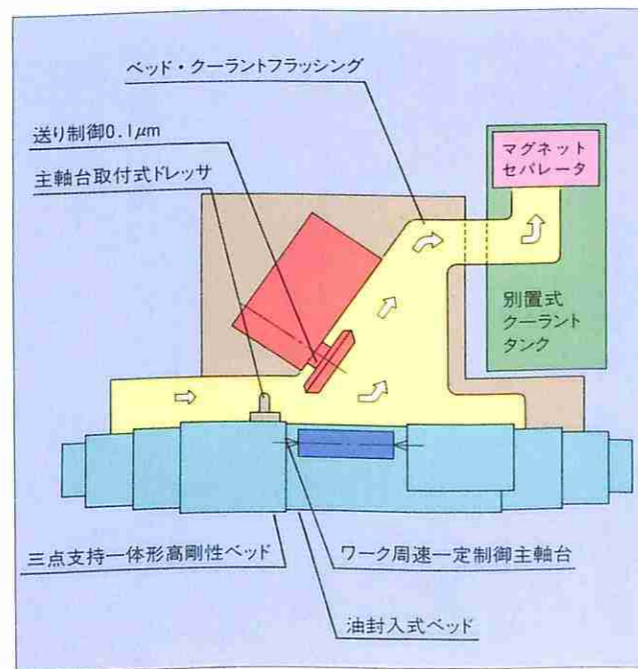 ベッド・クーラントフラッシング
送り制御0.1μm
主軸台取付式ドレッサ
マグネット
セパレータ
別置式
クーラント
タンク
三点支持一体形高剛性ベッド
ワーク周速一定制御主軸台
油封入式ベッド